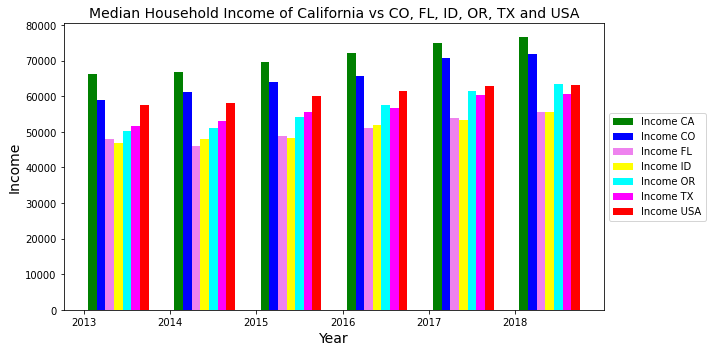 Median Household Income of California vs CO, FL, ID, OR, TX and USA
80000
70000
60000
50000
40000
30000
20000
10000
0
Income
2013 2014 2015 2016 2017 2018
Year
Income CA
Income CO
Income FL
Income ID
Income OR
Income TX
Income USA